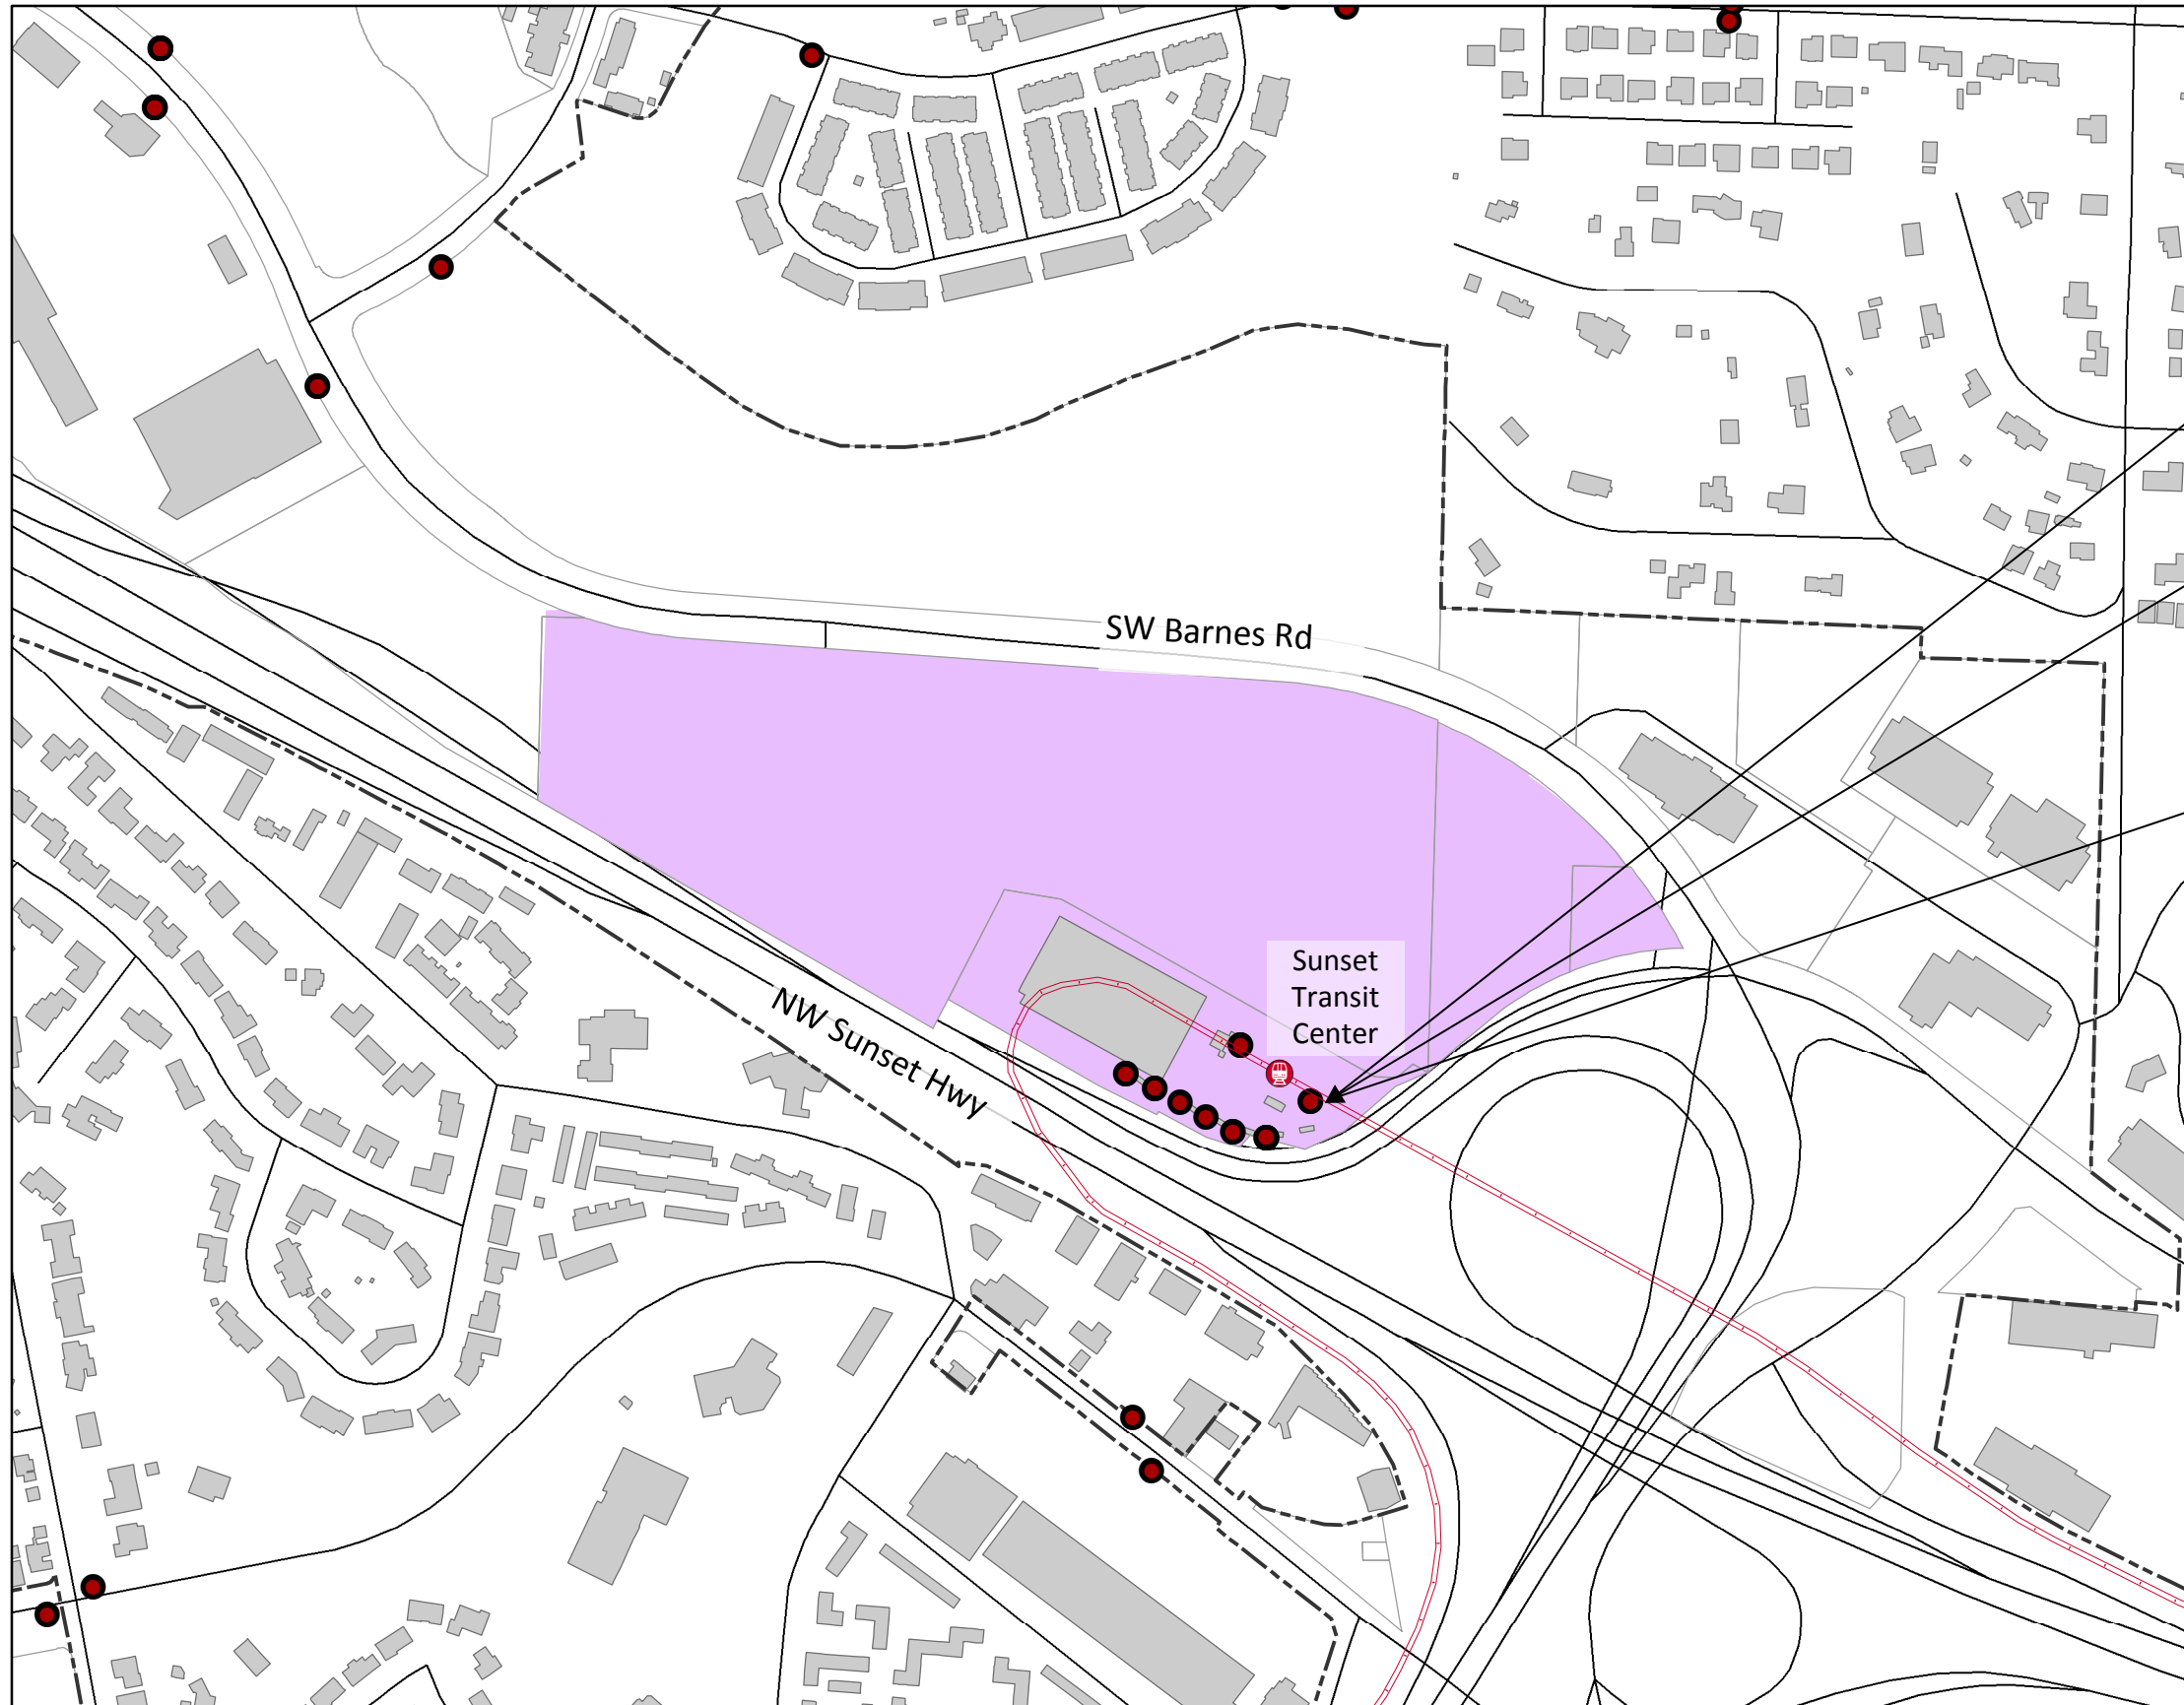 SW Barnes Rd
Sunset
Transit
Center
NW Sunset Hwy